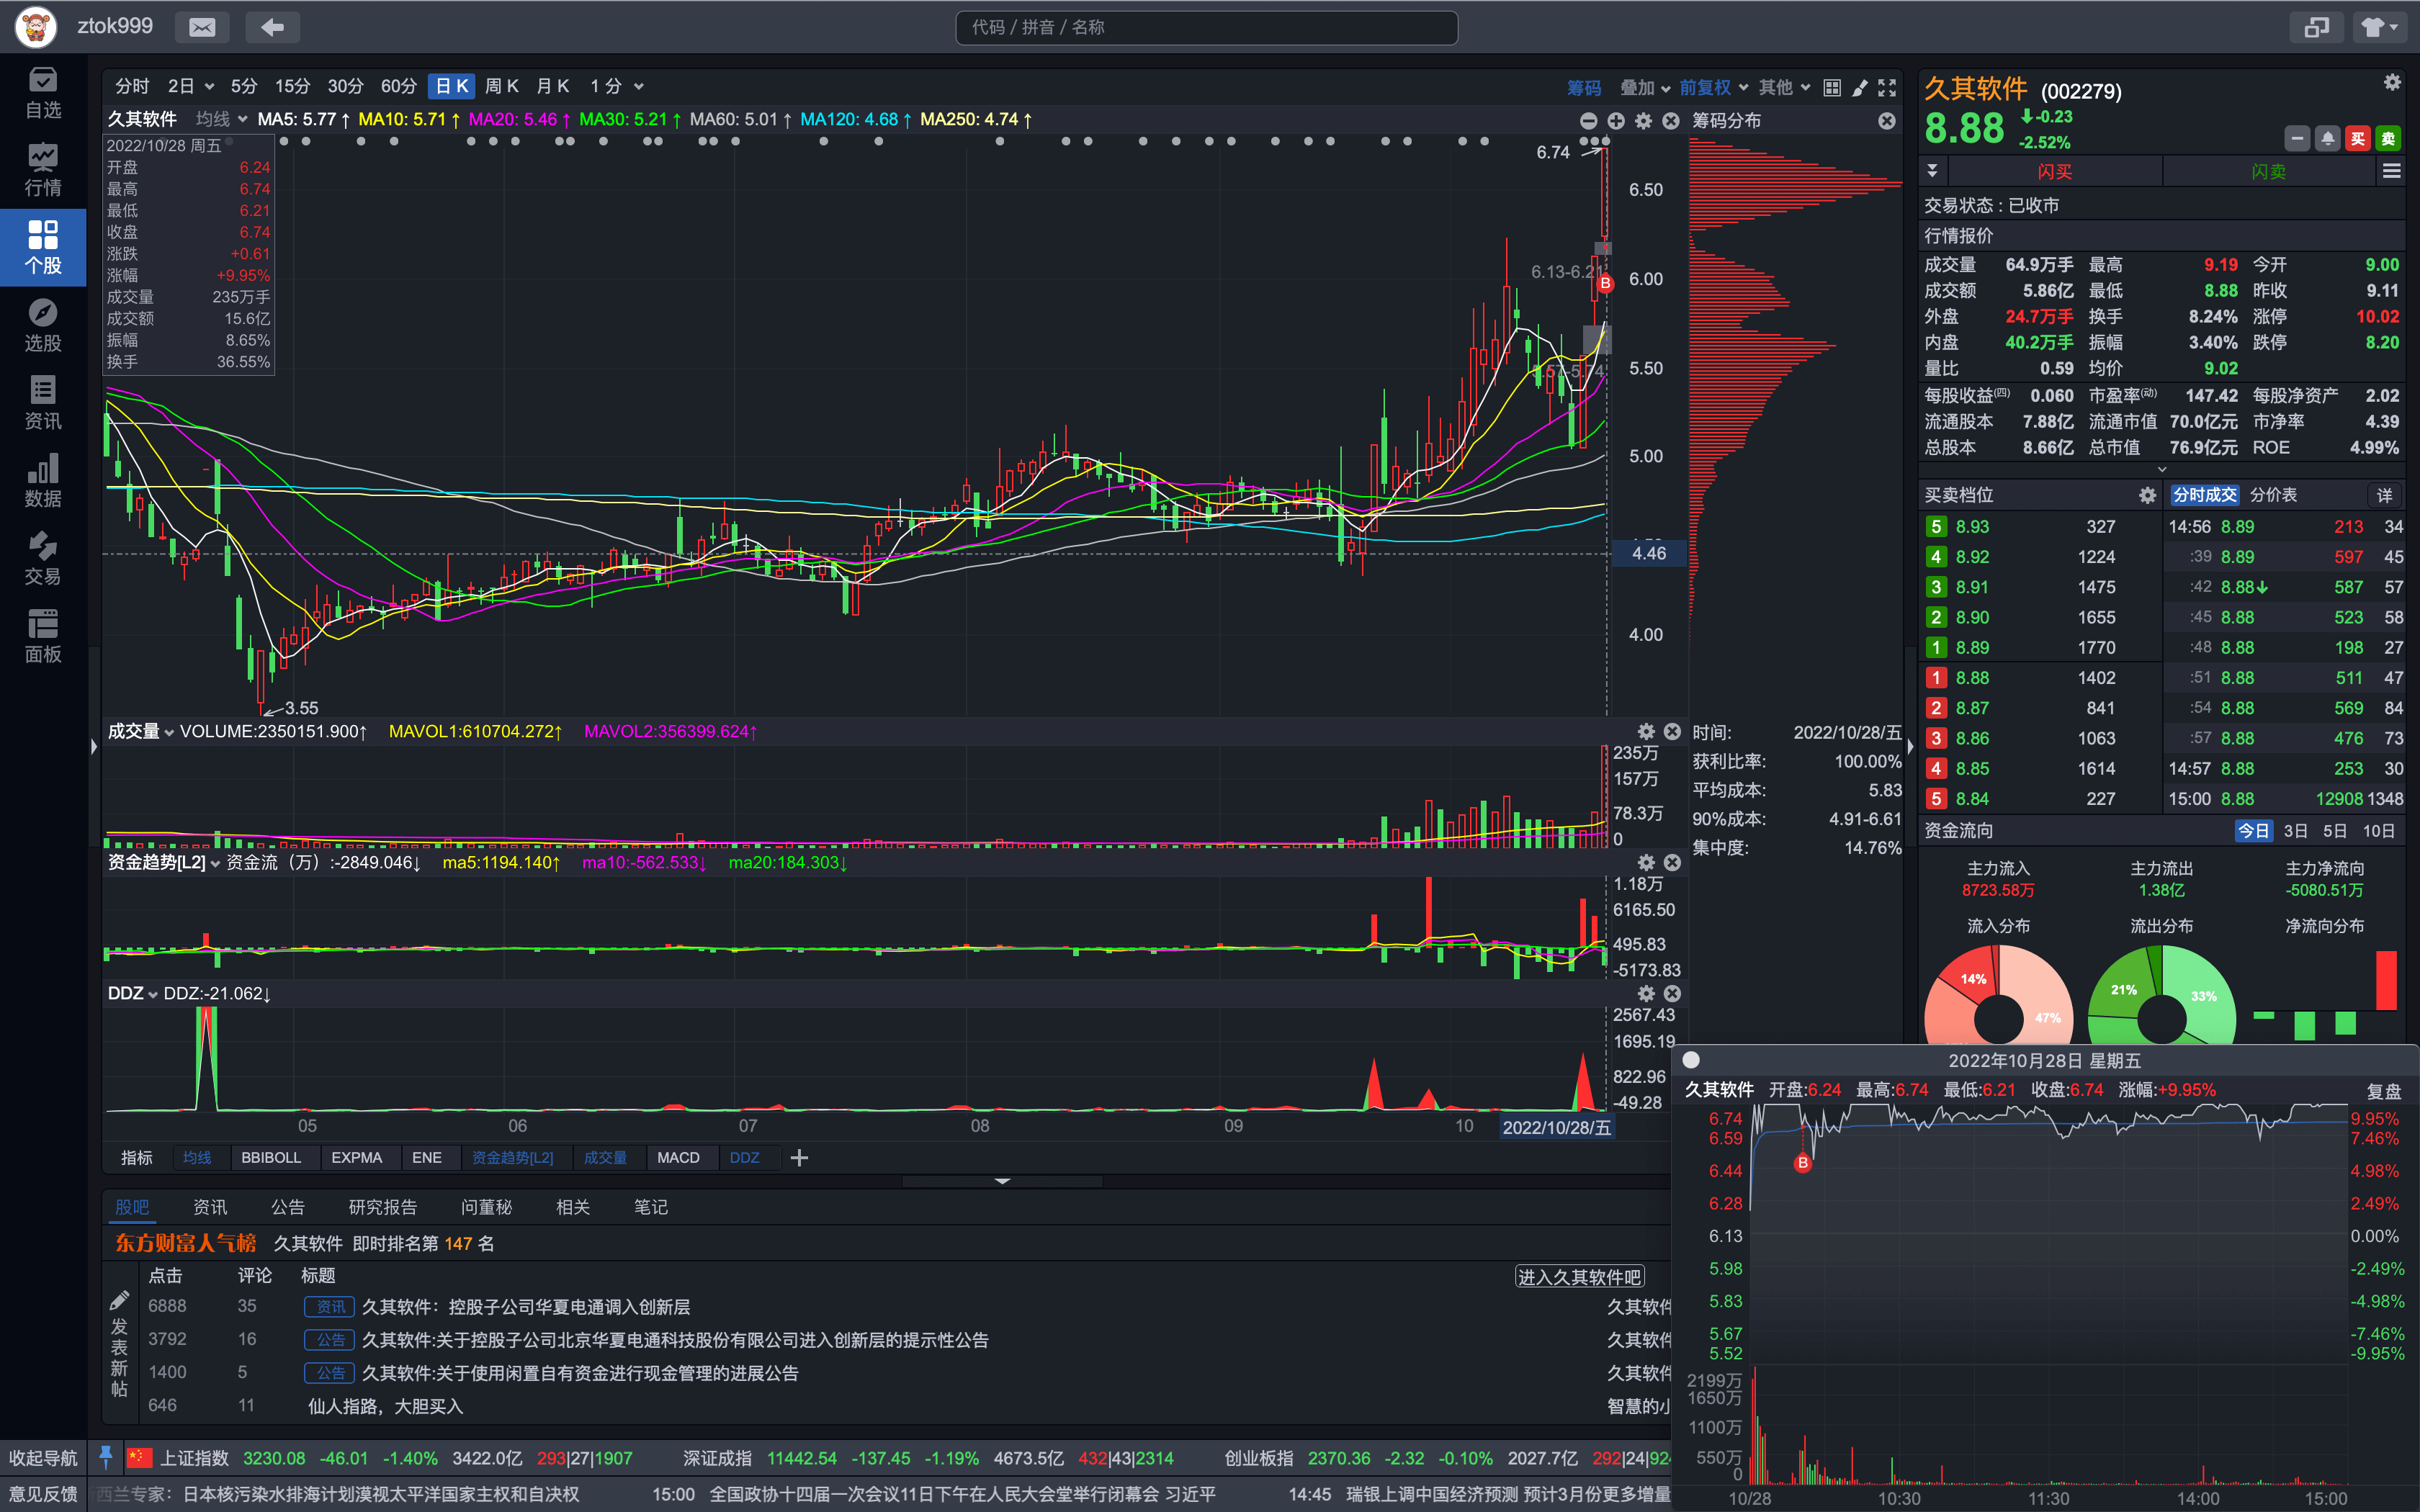 ztok999
代码 / 拼音 / 名称
自选
行情
个股
选股
资讯
数据
交易
面板
收起导航
意见反馈
分时 2日 5分 15分 30分 60分 日K 周K 月K 1分 筹码 叠加 前复权 其他
久其软件 均线 MA5: 5.77↑ MA10: 5.71↑ MA20: 5.46↑ MA30: 5.21↑ MA60: 5.01↑ MA120: 4.68↑ MA250: 4.74↑
2022/10/28 周五
开盘 6.24
最高 6.74
最低 6.21
收盘 6.74
涨跌 +0.61
涨幅 +9.95%
成交量 235万手
成交额 15.6亿
振幅 8.65%
换手 36.55%
6.74
6.13-6.21
B
5.57-5.74
3.55
6.50
6.00
5.50
5.00
4.46
4.00
筹码分布
时间: 2022/10/28/五
获利比率: 100.00%
平均成本: 5.83
90%成本: 4.91-6.61
集中度: 14.76%
成交量 VOLUME:2350151.900↑ MAVOL1:610704.272↑ MAVOL2:356399.624↑
235万
157万
78.3万
0
资金趋势[L2] 资金流（万）:-2849.046↓ ma5:1194.140↑ ma10:-562.533↓ ma20:184.303↓
1.18万
6165.50
495.83
-5173.83
DDZ DDZ:-21.062↓
2567.43
1695.19
822.96
-49.28
05 06 07 08 09 10 2022/10/28/五
指标 均线 BBIBOLL EXPMA ENE 资金趋势[L2] 成交量 MACD DDZ
股吧 资讯 公告 研究报告 问董秘 相关 笔记
东方财富人气榜 久其软件 即时排名第 147 名
点击 评论 标题 进入久其软件吧
发表新帖
6888 35 资讯 久其软件：控股子公司华夏电通调入创新层 久其软件
3792 16 公告 久其软件:关于控股子公司北京华夏电通科技股份有限公司进入创新层的提示性公告 久其软件
1400 5 公告 久其软件:关于使用闲置自有资金进行现金管理的进展公告 久其软件
646 11 仙人指路，大胆买入 智慧的小
久其软件 (002279)
8.88 -0.23
-2.52%
买 卖
闪买 闪卖
交易状态 : 已收市
行情报价
成交量 64.9万手 最高 9.19 今开 9.00
成交额 5.86亿 最低 8.88 昨收 9.11
外盘 24.7万手 换手 8.24% 涨停 10.02
内盘 40.2万手 振幅 3.40% 跌停 8.20
量比 0.59 均价 9.02
每股收益(四) 0.060 市盈率(动) 147.42 每股净资产 2.02
流通股本 7.88亿 流通市值 70.0亿元 市净率 4.39
总股本 8.66亿 总市值 76.9亿元 ROE 4.99%
买卖档位 分时成交 分价表 详
5 8.93 327 14:56 8.89 213 34
4 8.92 1224 :39 8.89 597 45
3 8.91 1475 :42 8.88↓ 587 57
2 8.90 1655 :45 8.88 523 58
1 8.89 1770 :48 8.88 198 27
1 8.88 1402 :51 8.88 511 47
2 8.87 841 :54 8.88 569 84
3 8.86 1063 :57 8.88 476 73
4 8.85 1614 14:57 8.88 253 30
5 8.84 227 15:00 8.88 12908 1348
资金流向 今日 3日 5日 10日
主力流入 主力流出 主力净流向
8723.58万 1.38亿 -5080.51万
流入分布 流出分布 净流向分布
14% 47% 21% 33%
2022年10月28日 星期五
久其软件 开盘:6.24 最高:6.74 最低:6.21 收盘:6.74 涨幅:+9.95% 复盘
6.74 9.95%
6.59 7.46%
B
6.44 4.98%
6.28 2.49%
6.13 0.00%
5.98 -2.49%
5.83 -4.98%
5.67 -7.46%
5.52 -9.95%
2199万
1650万
1100万
550万
0
10/28 10:30 11:30 14:00 15:00
上证指数 3230.08 -46.01 -1.40% 3422.0亿 293|27|1907 深证成指 11442.54 -137.45 -1.19% 4673.5亿 432|43|2314 创业板指 2370.36 -2.32 -0.10% 2027.7亿 292|24|924
西兰专家：日本核污染水排海计划漠视太平洋国家主权和自决权 15:00 全国政协十四届一次会议11日下午在人民大会堂举行闭幕会 习近平 14:45 瑞银上调中国经济预测 预计3月份更多增量